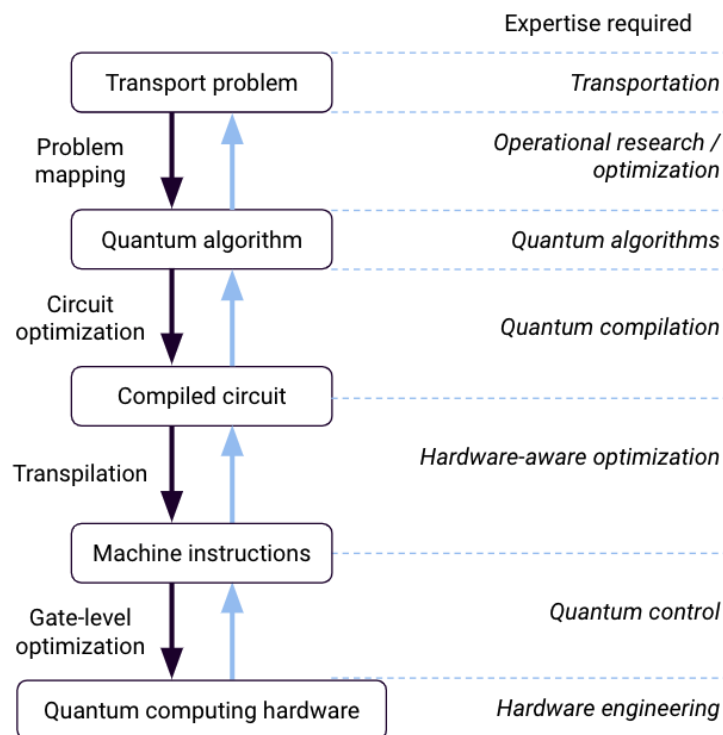 Expertise required
Transport problem
Transportation
Problem
mapping
Operational research /
optimization
Quantum algorithm
Quantum algorithms
Circuit
optimization
Quantum compilation
Compiled circuit
Transpilation
Hardware-aware optimization
Machine instructions
Gate-level
optimization
Quantum control
Quantum computing hardware
Hardware engineering